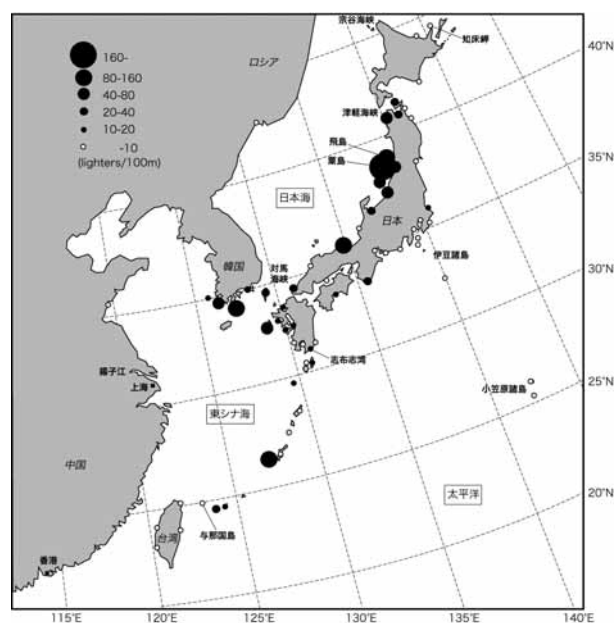 宗谷海峡
知床岬
40°N
ロシア
160-
80-160
40-80
20-40
10-20
-10
(lighters/100m)
津軽海峡
飛島
粟島
35°N
日本海
日本
韓国
対馬
海峡
伊豆諸島
30°N
志布志湾
揚子江
上海
小笠原諸島
25°N
東シナ海
中国
太平洋
20°N
与那国島
台湾
香港
115°E
120°E
125°E
130°E
135°E
140°E